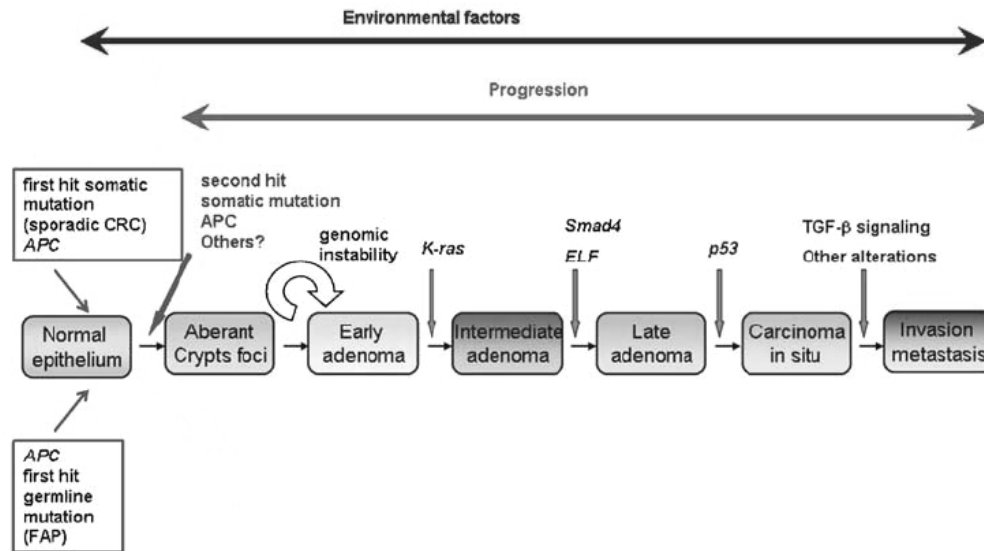 Environmental factors
Progression
first hit somatic
mutation
(sporadic CRC)
APC
second hit
somatic mutation
APC
Others?
genomic
instability
K-ras
Smad4
ELF
p53
TGF-β signaling
Other alterations
Normal
epithelium
Aberant
Crypts foci
Early
adenoma
Intermediate
adenoma
Late
adenoma
Carcinoma
in situ
Invasion
metastasis
APC
first hit
germline
mutation
(FAP)